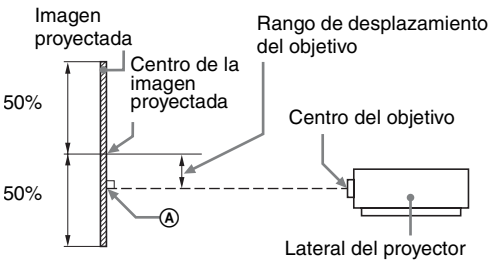 Imagen
proyectada
Centro de la
imagen
proyectada
Rango de desplazamiento
del objetivo
50%
Centro del objetivo
50%
A
Lateral del proyector